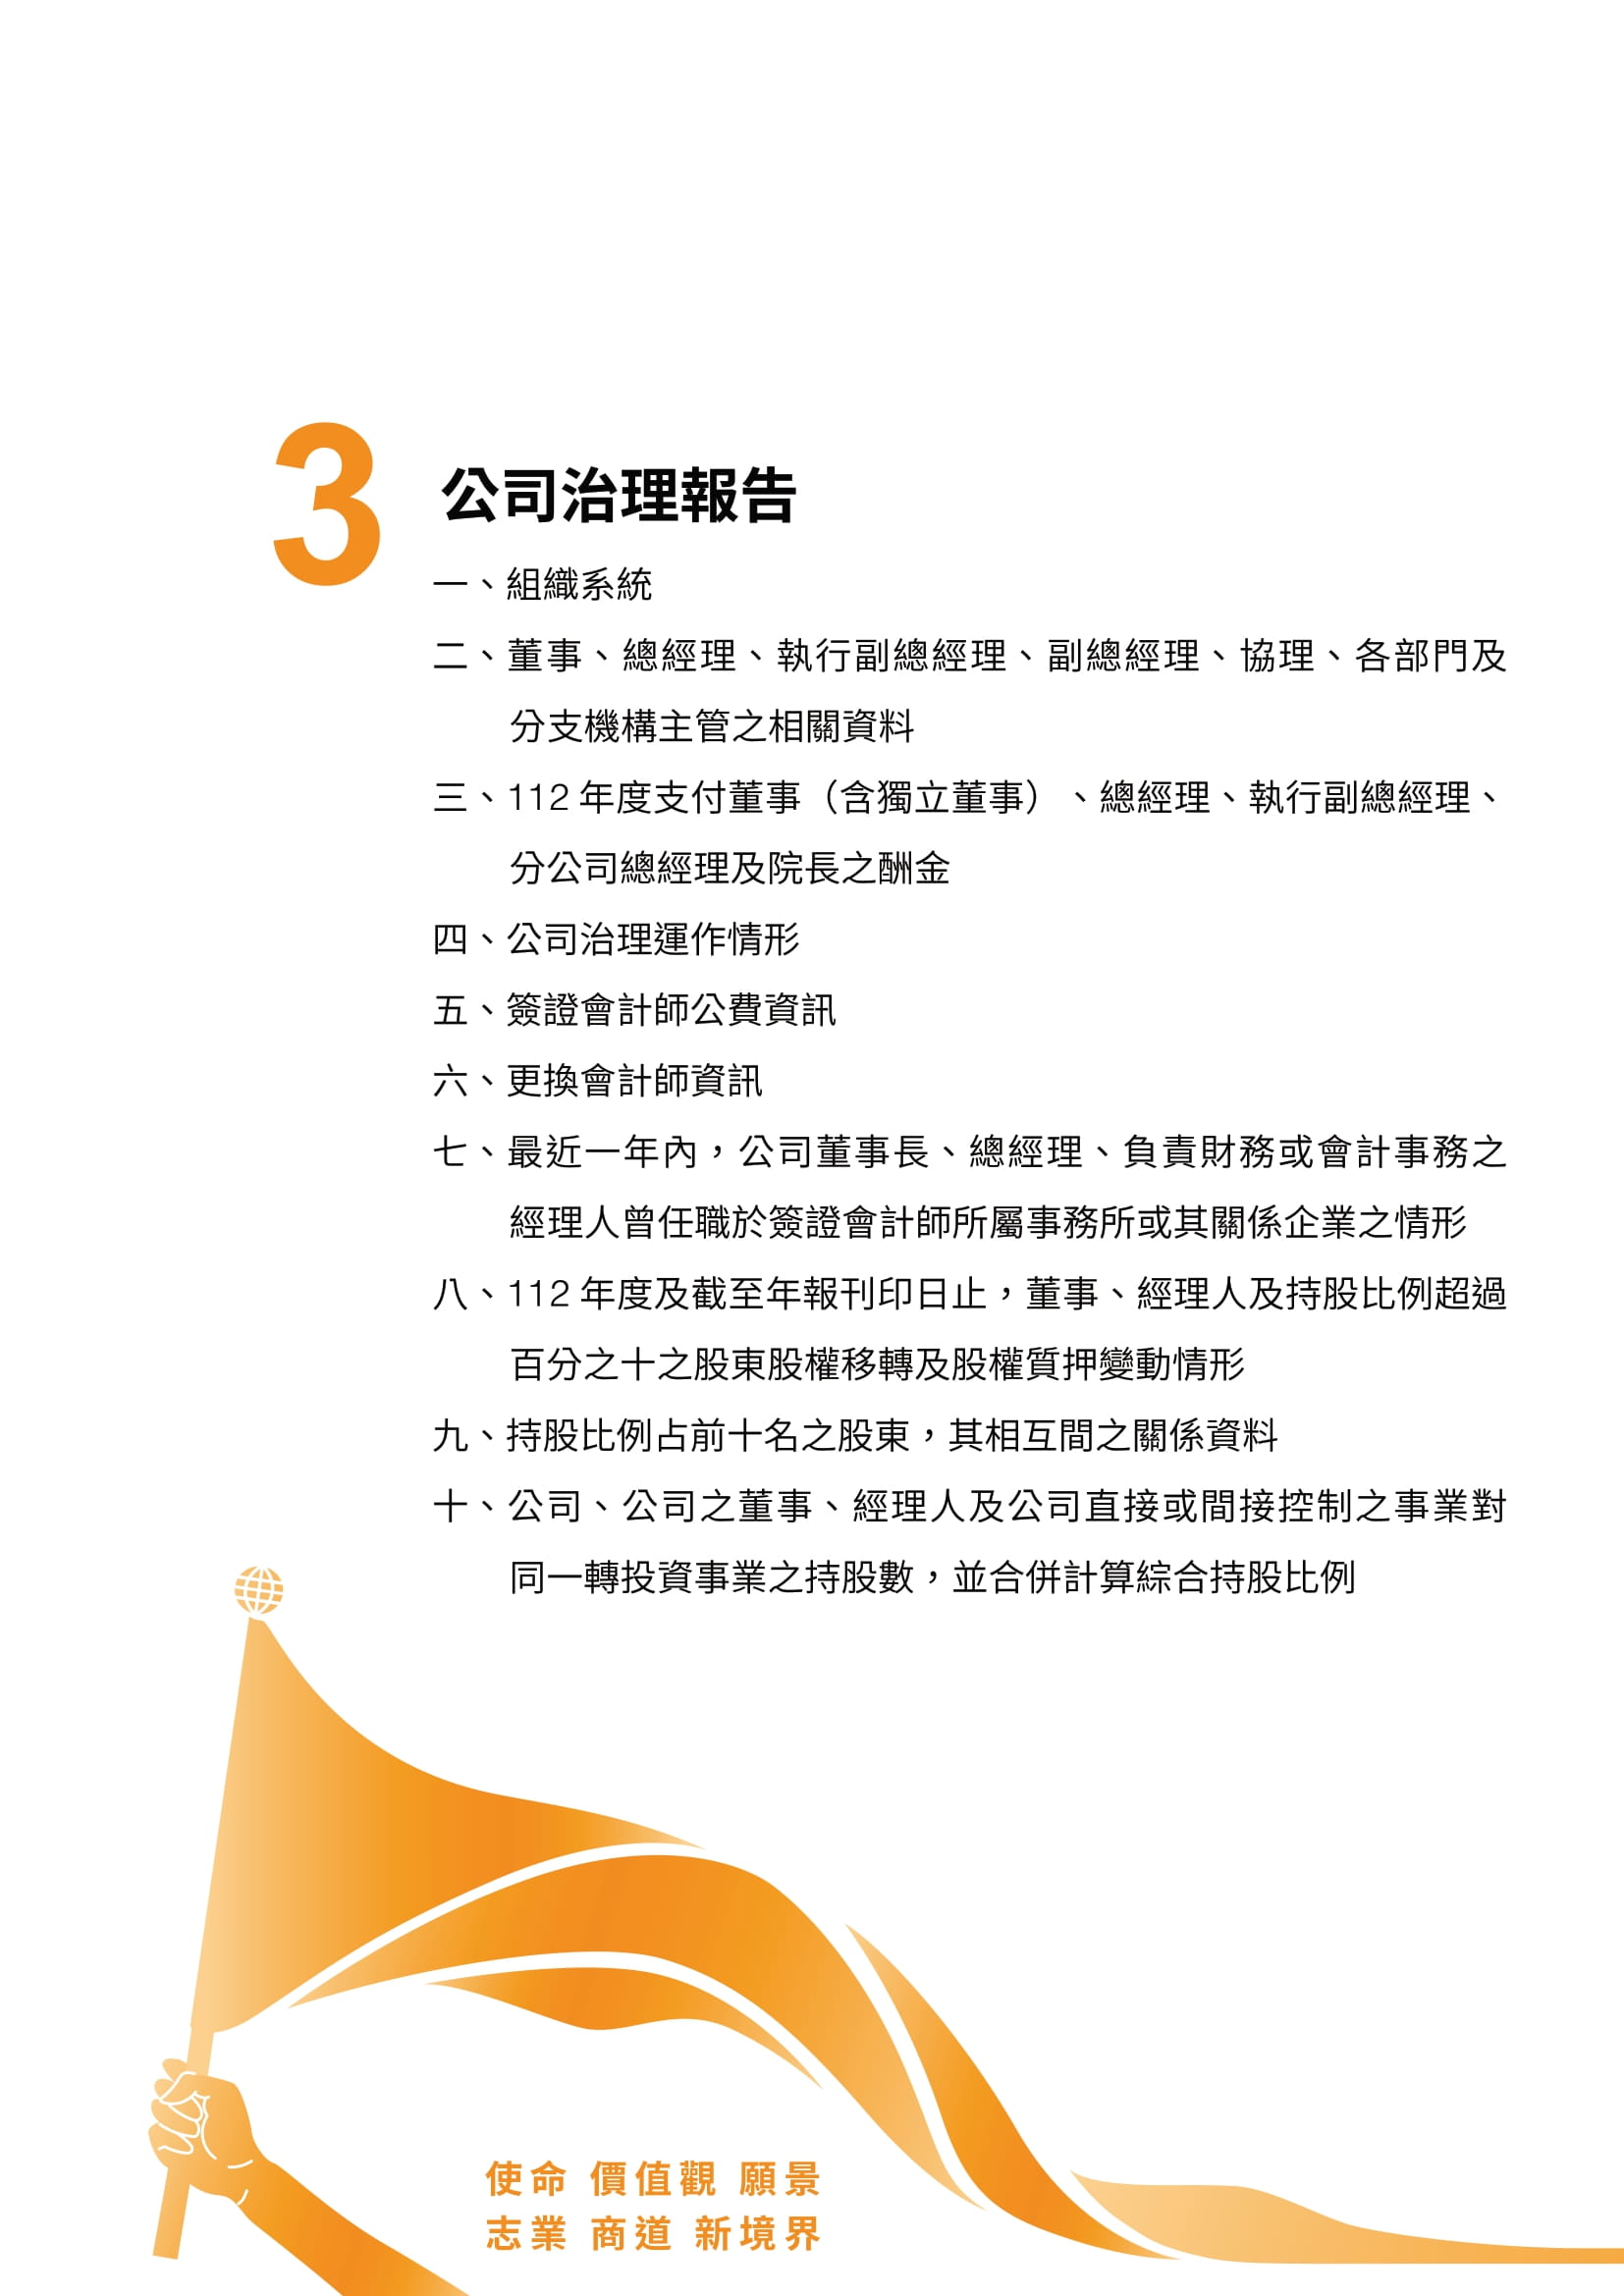 3
公司治理報告
一、組織系統
二、董事、總經理、執行副總經理、副總經理、協理、各部門及
分支機構主管之相關資料
三、112 年度支付董事（含獨立董事）、總經理、執行副總經理、
分公司總經理及院長之酬金
四、公司治理運作情形
五、簽證會計師公費資訊
六、更換會計師資訊
七、最近一年內，公司董事長、總經理、負責財務或會計事務之
經理人曾任職於簽證會計師所屬事務所或其關係企業之情形
八、112 年度及截至年報刊印日止，董事、經理人及持股比例超過
百分之十之股東股權移轉及股權質押變動情形
九、持股比例占前十名之股東，其相互間之關係資料
十、公司、公司之董事、經理人及公司直接或間接控制之事業對
同一轉投資事業之持股數，並合併計算綜合持股比例
使命 價值觀 願景
志業 商道 新境界